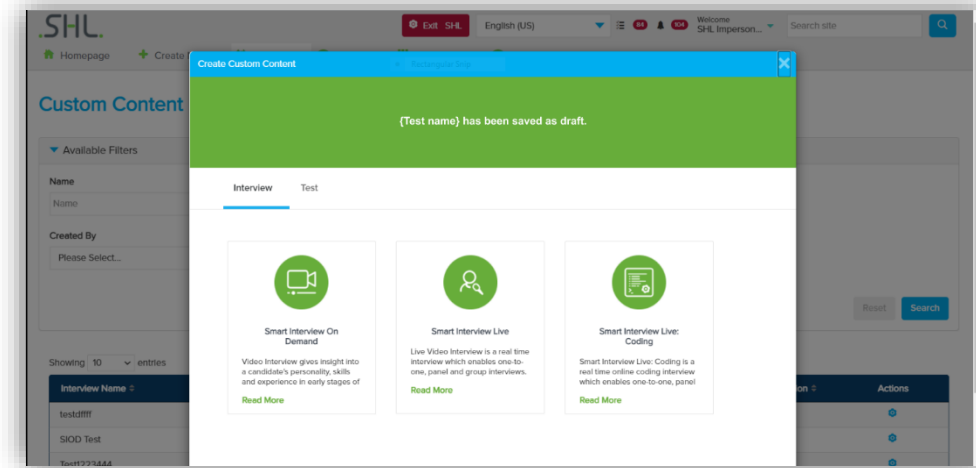 .SHL.
Exit SHL
English (US)
84
104
Welcome
SHL Imperson...
Search site
Homepage
Create
Rectangular Snip
Create Custom Content
Custom Content
{Test name} has been saved as draft.
Available Filters
Name
Name
Created By
Please Select...
Interview
Test
Smart Interview On
Demand
Video Interview gives insight into
a candidate's personality, skills
and experience in early stages of
Read More
Smart Interview Live
Live Video Interview is a real time
interview which enables one-to-
one, panel and group interviews.
Read More
Smart Interview Live:
Coding
Smart Interview Live: Coding is a
real time online coding interview
which enables one-to-one, panel
Read More
Reset
Search
Showing 10 entries
Interview Name
on
Actions
testdffff
SIOD Test
Test1223444